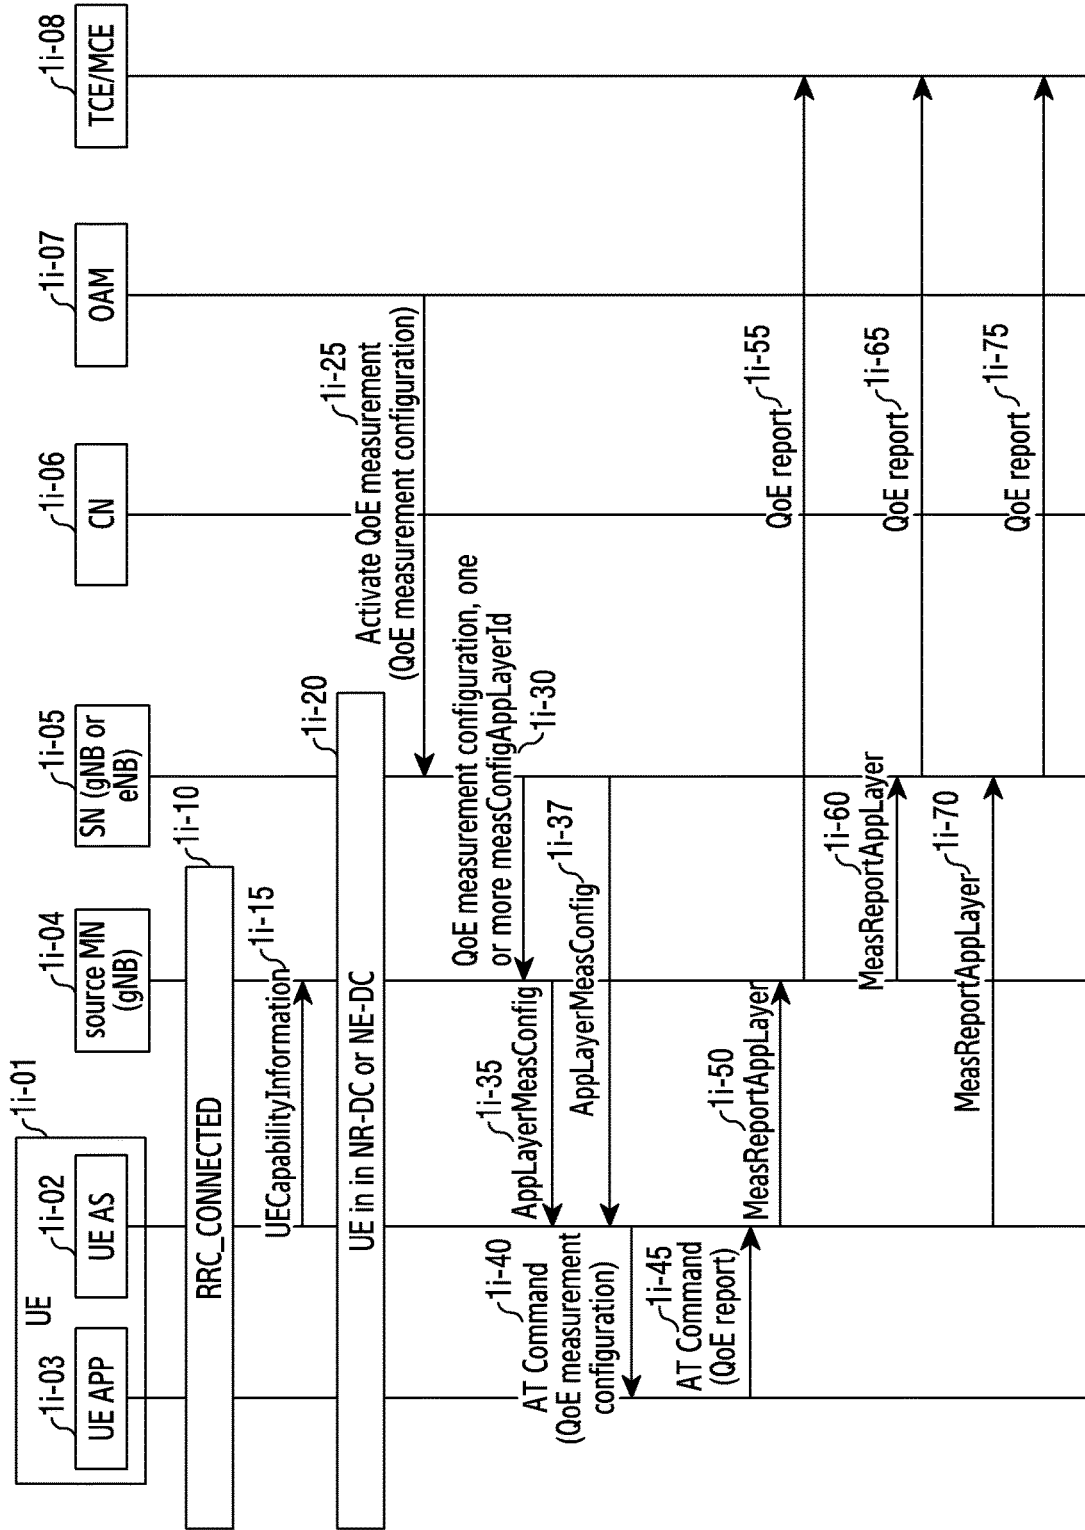 1i-01
UE
1i-03
UE APP
1i-02
UE AS
1i-04
source MN
(gNB)
1i-05
SN (gNB or
eNB)
1i-06
CN
1i-07
OAM
1i-08
TCE/MCE
1i-10
RRC_CONNECTED
UECapabilityInformation
1i-15
1i-20
UE in in NR-DC or NE-DC
1i-25
Activate QoE measurement
(QoE measurement configuration)
QoE measurement configuration, one
or more measConfigAppLayerId
1i-30
1i-35
AppLayerMeasConfig
AppLayerMeasConfig
1i-37
1i-40
AT Command
(QoE measurement
configuration)
1i-45
AT Command
(QoE report)
1i-50
MeasReportAppLayer
QoE report
1i-55
1i-60
MeasReportAppLayer
QoE report
1i-65
MeasReportAppLayer
1i-70
QoE report
1i-75